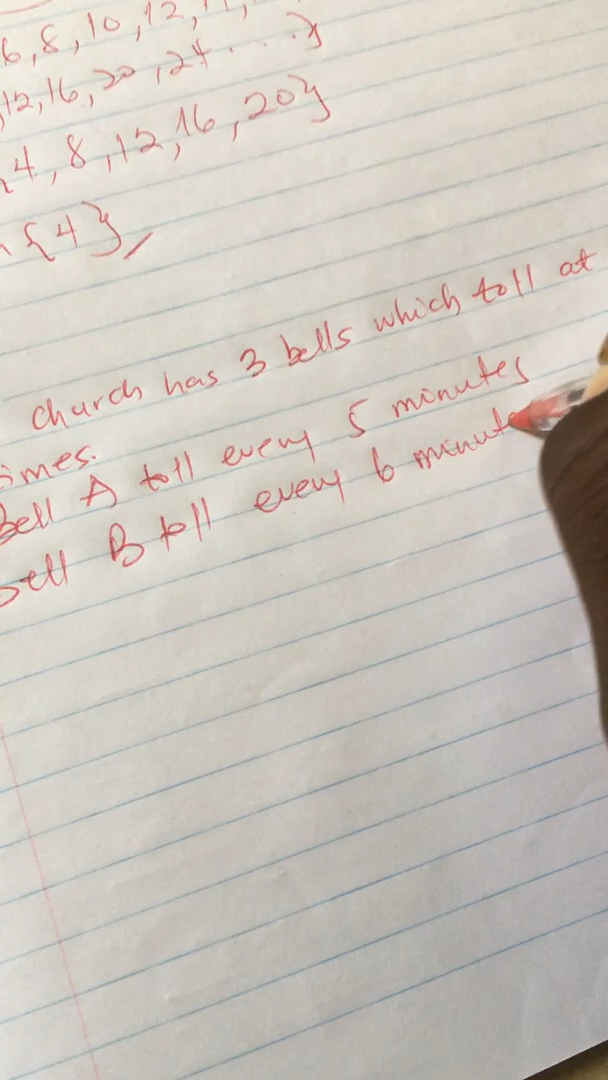 6, 8, 10, 12,
12, 16, 20, 24 . . . . }
4, 8, 12, 16, 20}
{4}
church has 3 bells which toll at
imes.
Bell A toll every 5 minutes
Bell B toll every 6 minute